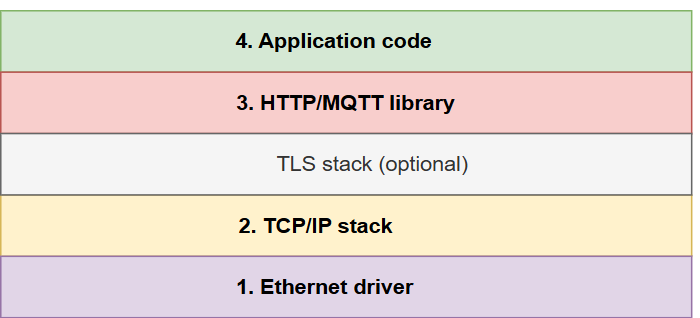 4. Application code
3. HTTP/MQTT library
TLS stack (optional)
2. TCP/IP stack
1. Ethernet driver